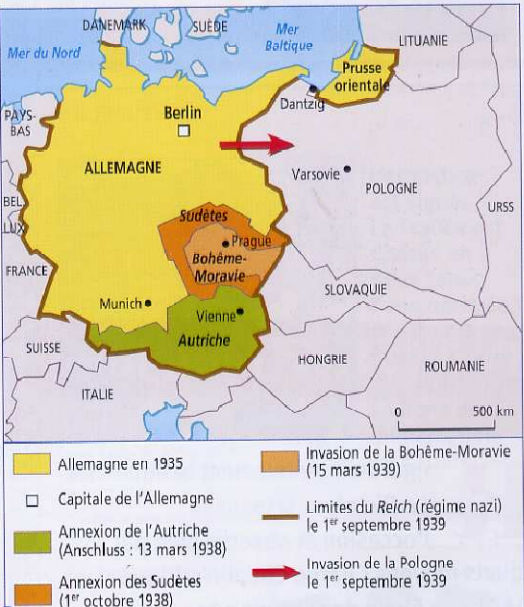 DANEMARK
SUÈDE
Mer
Baltique
LITUANIE
Mer du Nord
Prusse
orientale
Dantzig
PAYS-
BAS
Berlin
ALLEMAGNE
Varsovie
POLOGNE
URSS
BEL.
LUX.
Sudètes
Prague
Bohême-
Moravie
FRANCE
SLOVAQUIE
Munich
Vienne
Autriche
SUISSE
HONGRIE
ROUMANIE
ITALIE
0 500 km
Allemagne en 1935
Capitale de l'Allemagne
Annexion de l'Autriche
(Anschluss : 13 mars 1938)
Annexion des Sudètes
(1er octobre 1938)
Invasion de la Bohême-Moravie
(15 mars 1939)
Limites du Reich (régime nazi)
le 1er septembre 1939
Invasion de la Pologne
le 1er septembre 1939